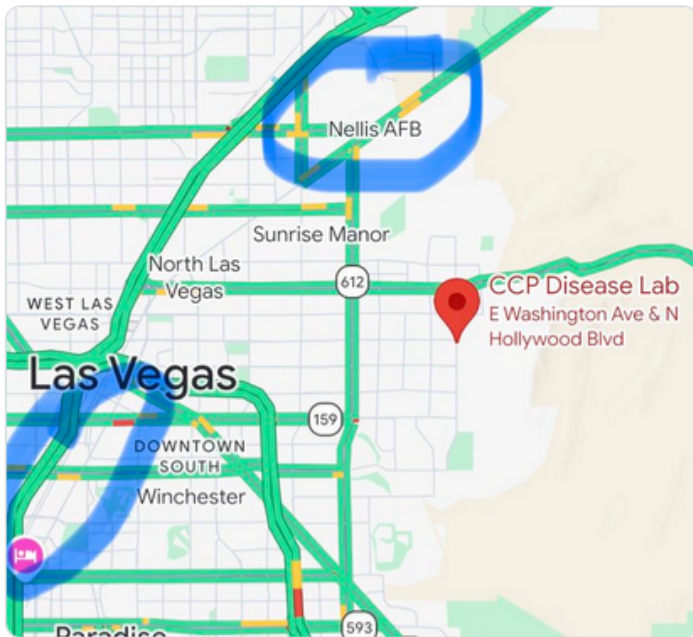 Nellis AFB
Sunrise Manor
North Las
Vegas
612
CCP Disease Lab
E Washington Ave & N
Hollywood Blvd
WEST LAS
VEGAS
Las Vegas
159
DOWNTOWN
SOUTH
Winchester
Paradise
593